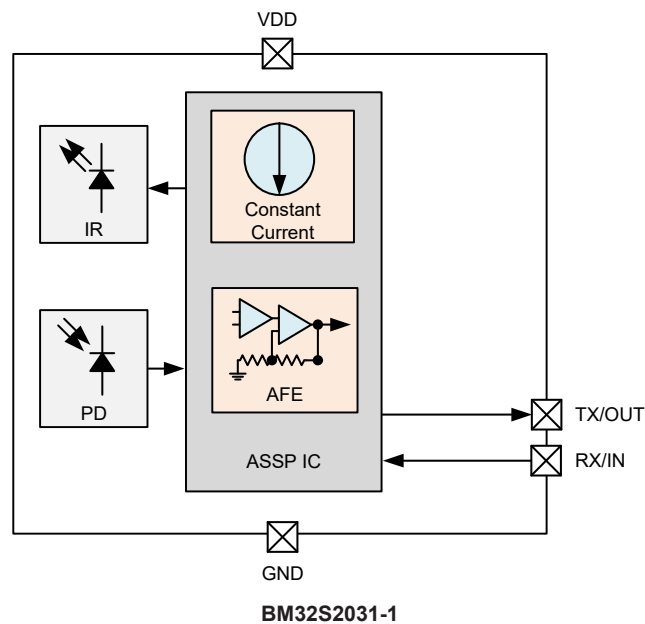 VDD
IR
Constant
Current
PD
AFE
ASSP IC
TX/OUT
RX/IN
GND
BM32S2031-1